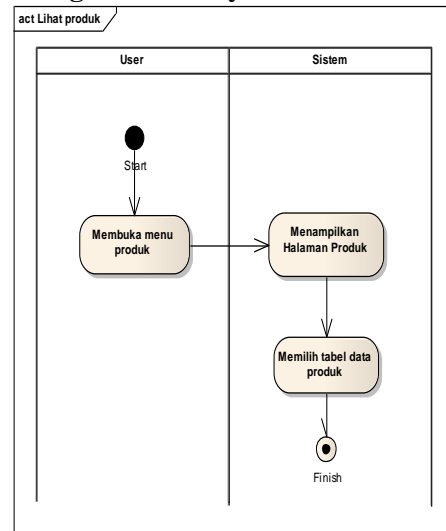 act Lihat produk
User
Sistem
Start
Membuka menu
produk
Menampilkan
Halaman Produk
Memilih tabel data
produk
Finish